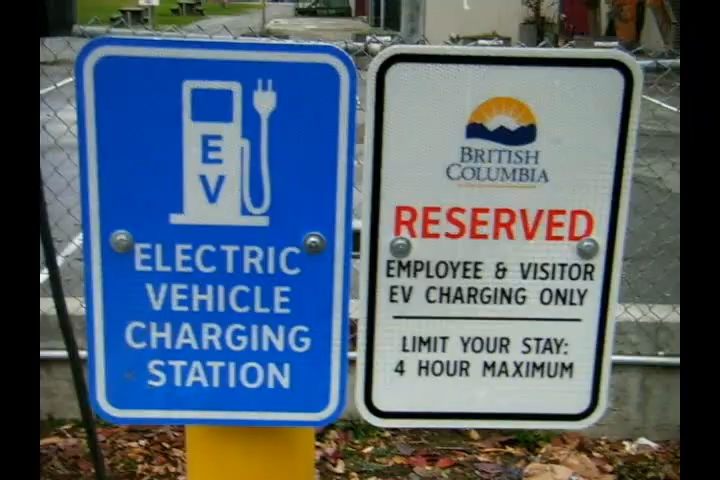 EV
ELECTRIC
VEHICLE
CHARGING
STATION
BRITISH
COLUMBIA
RESERVED
EMPLOYEE & VISITOR
EV CHARGING ONLY
LIMIT YOUR STAY:
4 HOUR MAXIMUM